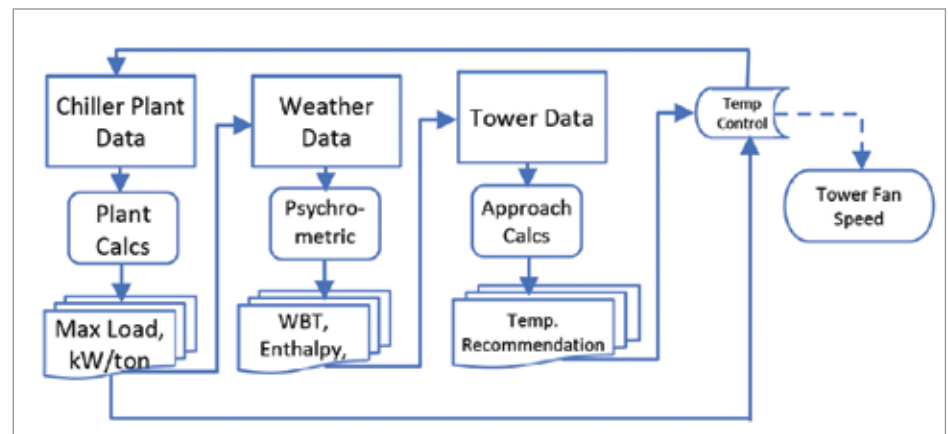 Chiller Plant
Data
Weather
Data
Tower Data
Temp
Control
Plant
Calcs
Psychro-
metric
Approach
Calcs
Tower Fan
Speed
Max Load,
kW/ton
WBT,
Enthalpy,
Temp.
Recommendation